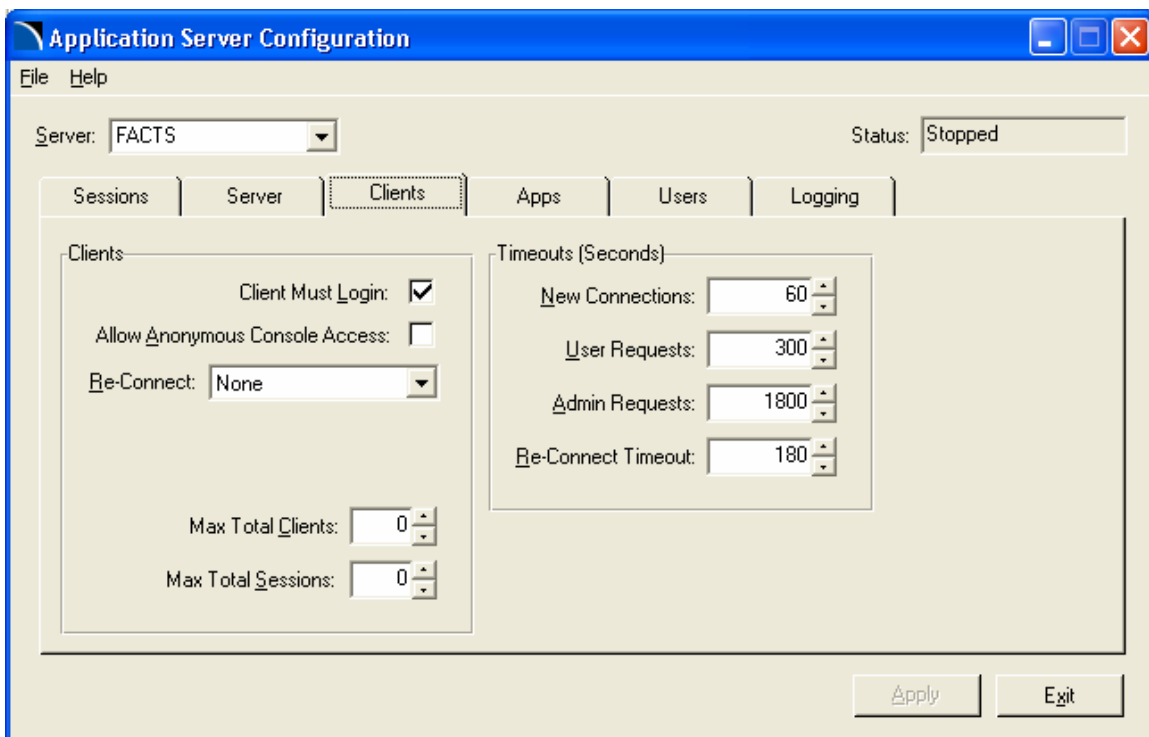 Application Server Configuration
File Help
Server: FACTS Status: Stopped
Sessions Server Clients Apps Users Logging
Clients
Client Must Login:
Allow Anonymous Console Access:
Re-Connect: None
Max Total Clients: 0
Max Total Sessions: 0
Timeouts (Seconds)
New Connections: 60
User Requests: 300
Admin Requests: 1800
Re-Connect Timeout: 180
Apply Exit